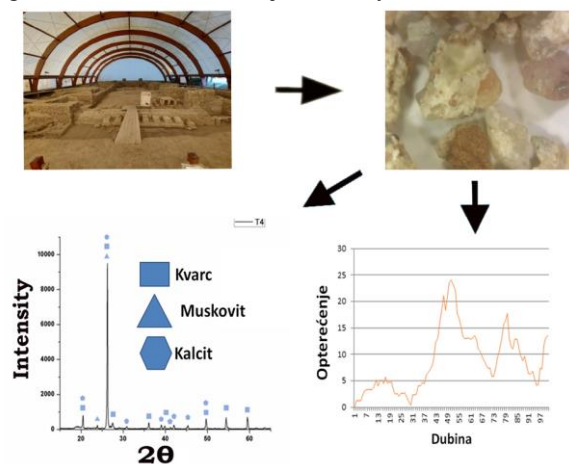 T4
Intensity
10000
8000
6000
4000
2000
0
Kvarc
Muskovit
Kalcit
20 30 40 50 60
2θ
Opterećenje
30
25
20
15
10
5
0
1 7 13 19 25 31 37 43 49 55 61 67 73 79 85 91 97
Dubina